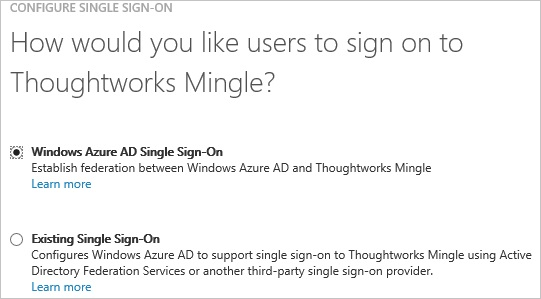 CONFIGURE SINGLE SIGN-ON
How would you like users to sign on to
Thoughtworks Mingle?
Windows Azure AD Single Sign-On
Establish federation between Windows Azure AD and Thoughtworks Mingle
Learn more
Existing Single Sign-On
Configures Windows Azure AD to support single sign-on to Thoughtworks Mingle using Active
Directory Federation Services or another third-party single sign-on provider.
Learn more